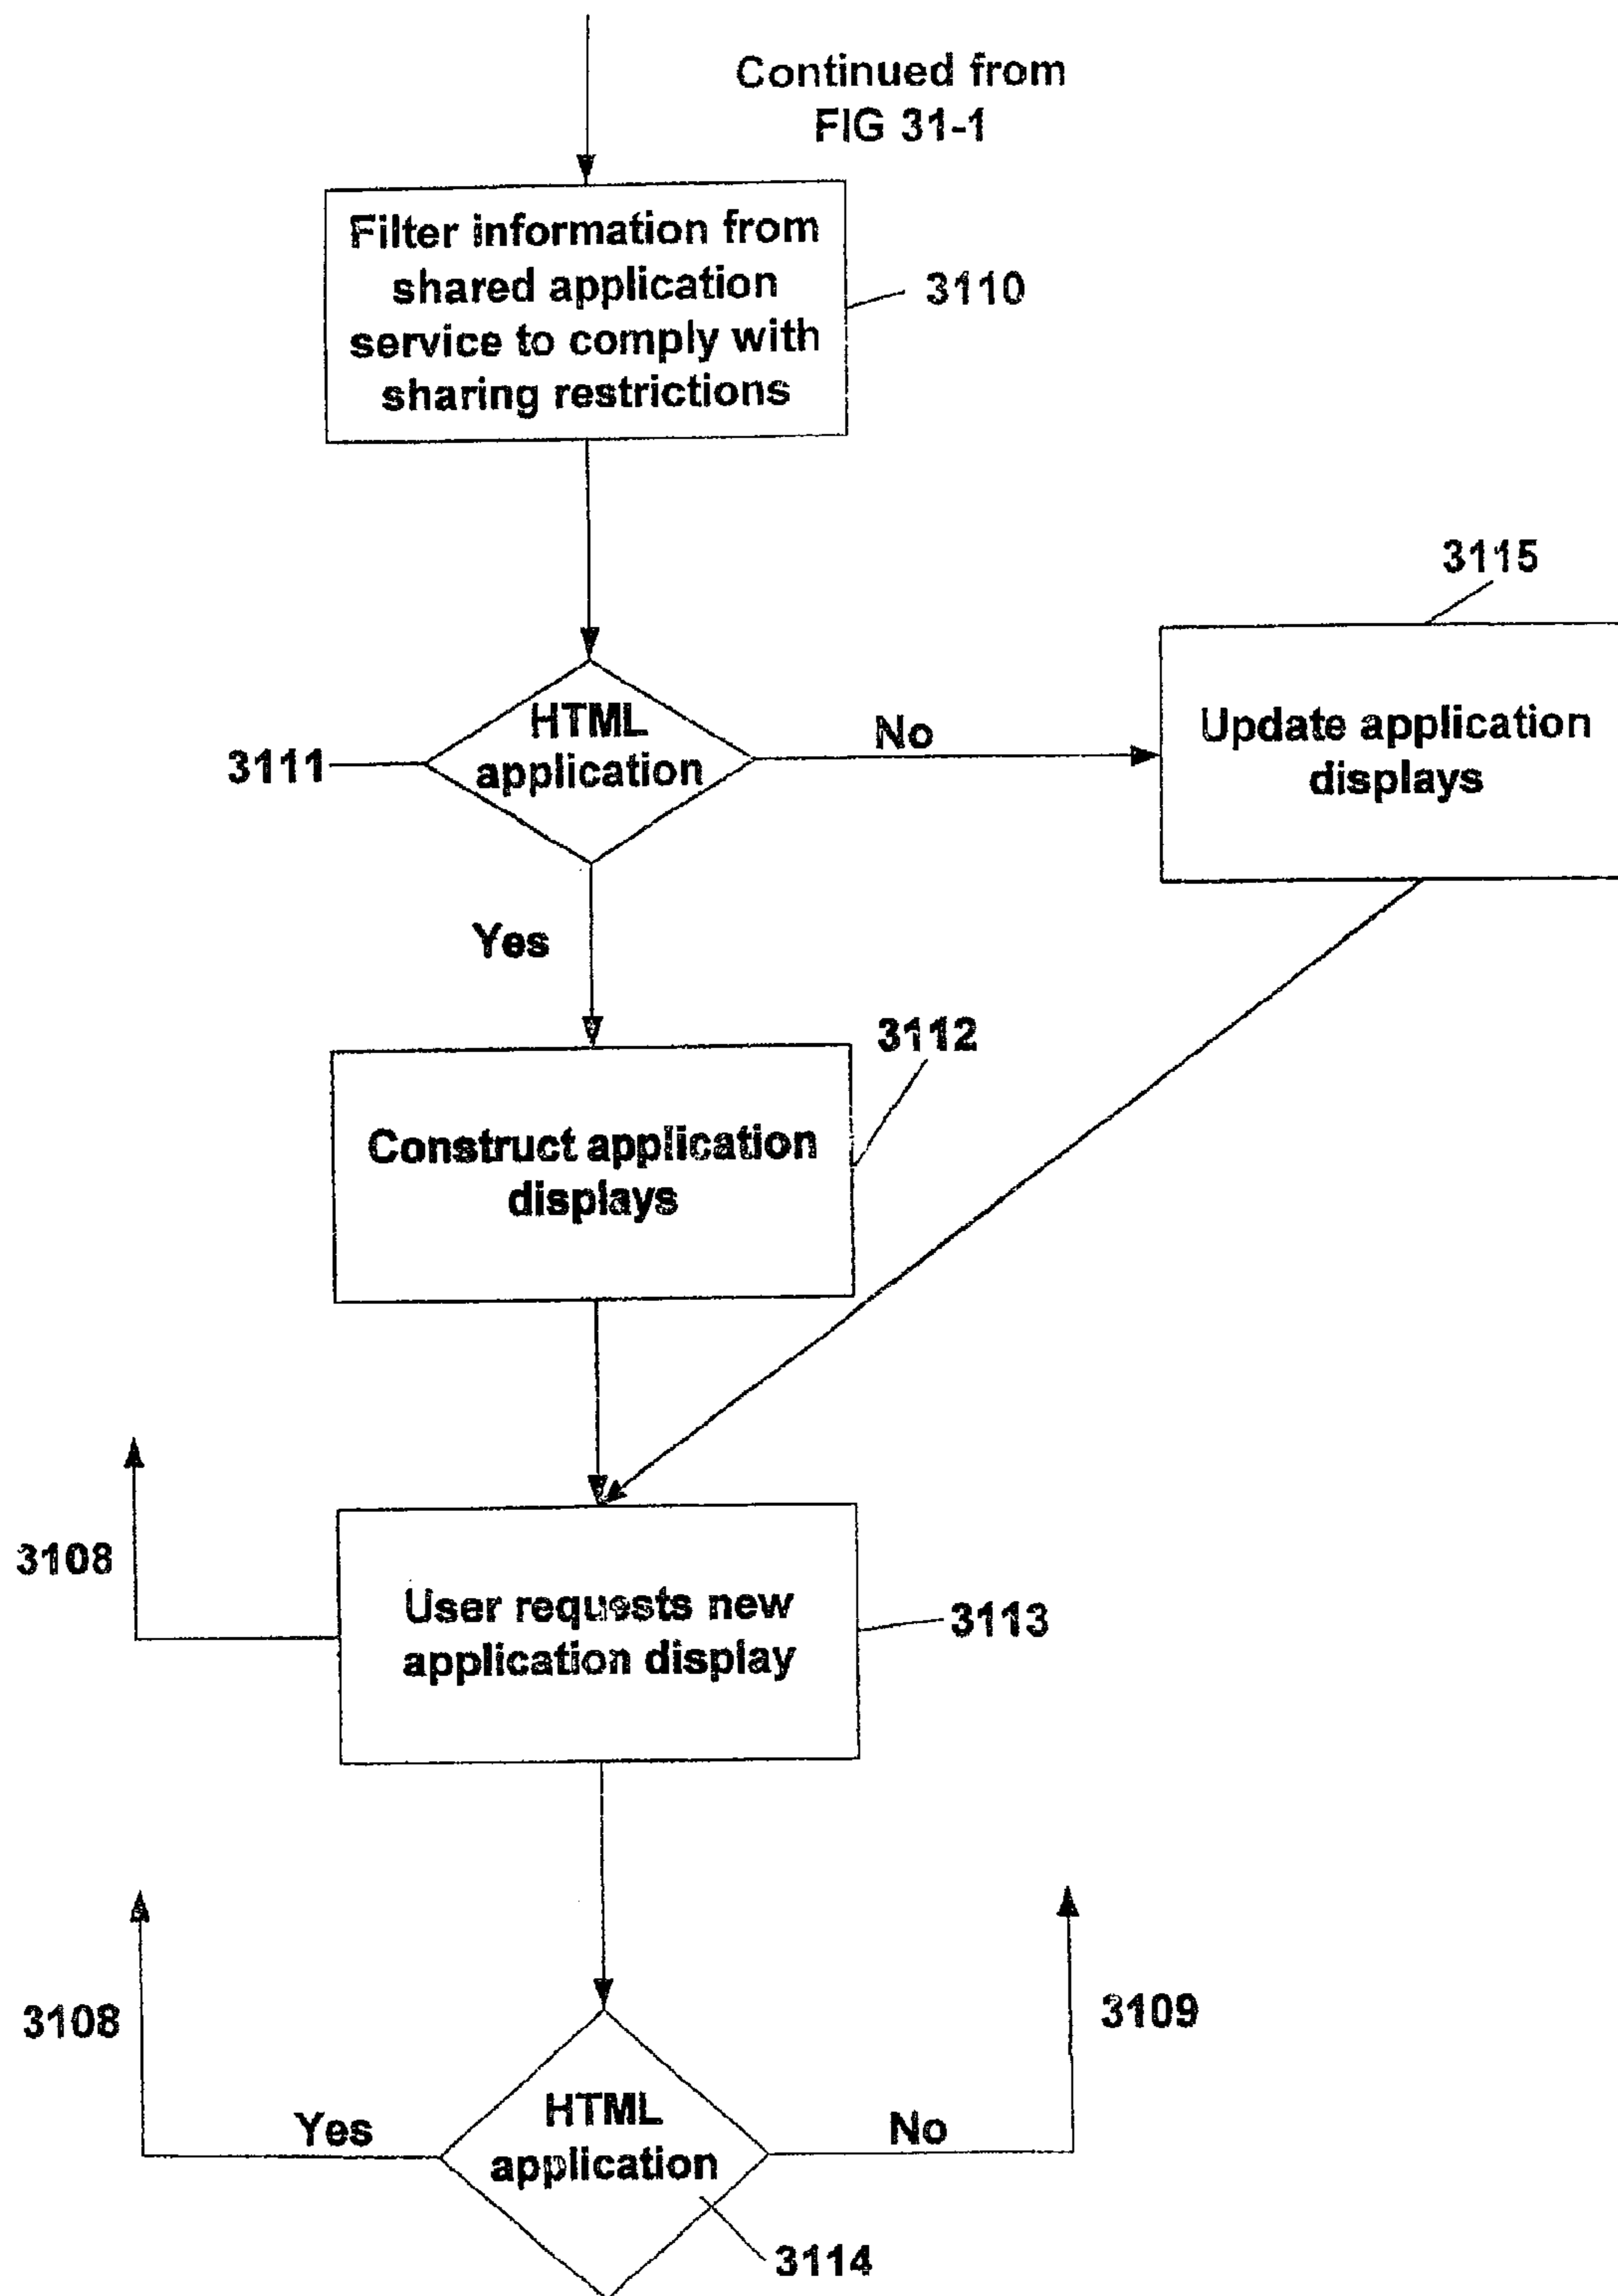 Continued from
FIG 31-1
Filter information from
shared application
service to comply with
sharing restrictions
3110
3115
HTML
application
3111
No
Update application
displays
Yes
3112
Construct application
displays
3108
User requests new
application display
3113
3108
3109
Yes
HTML
application
No
3114